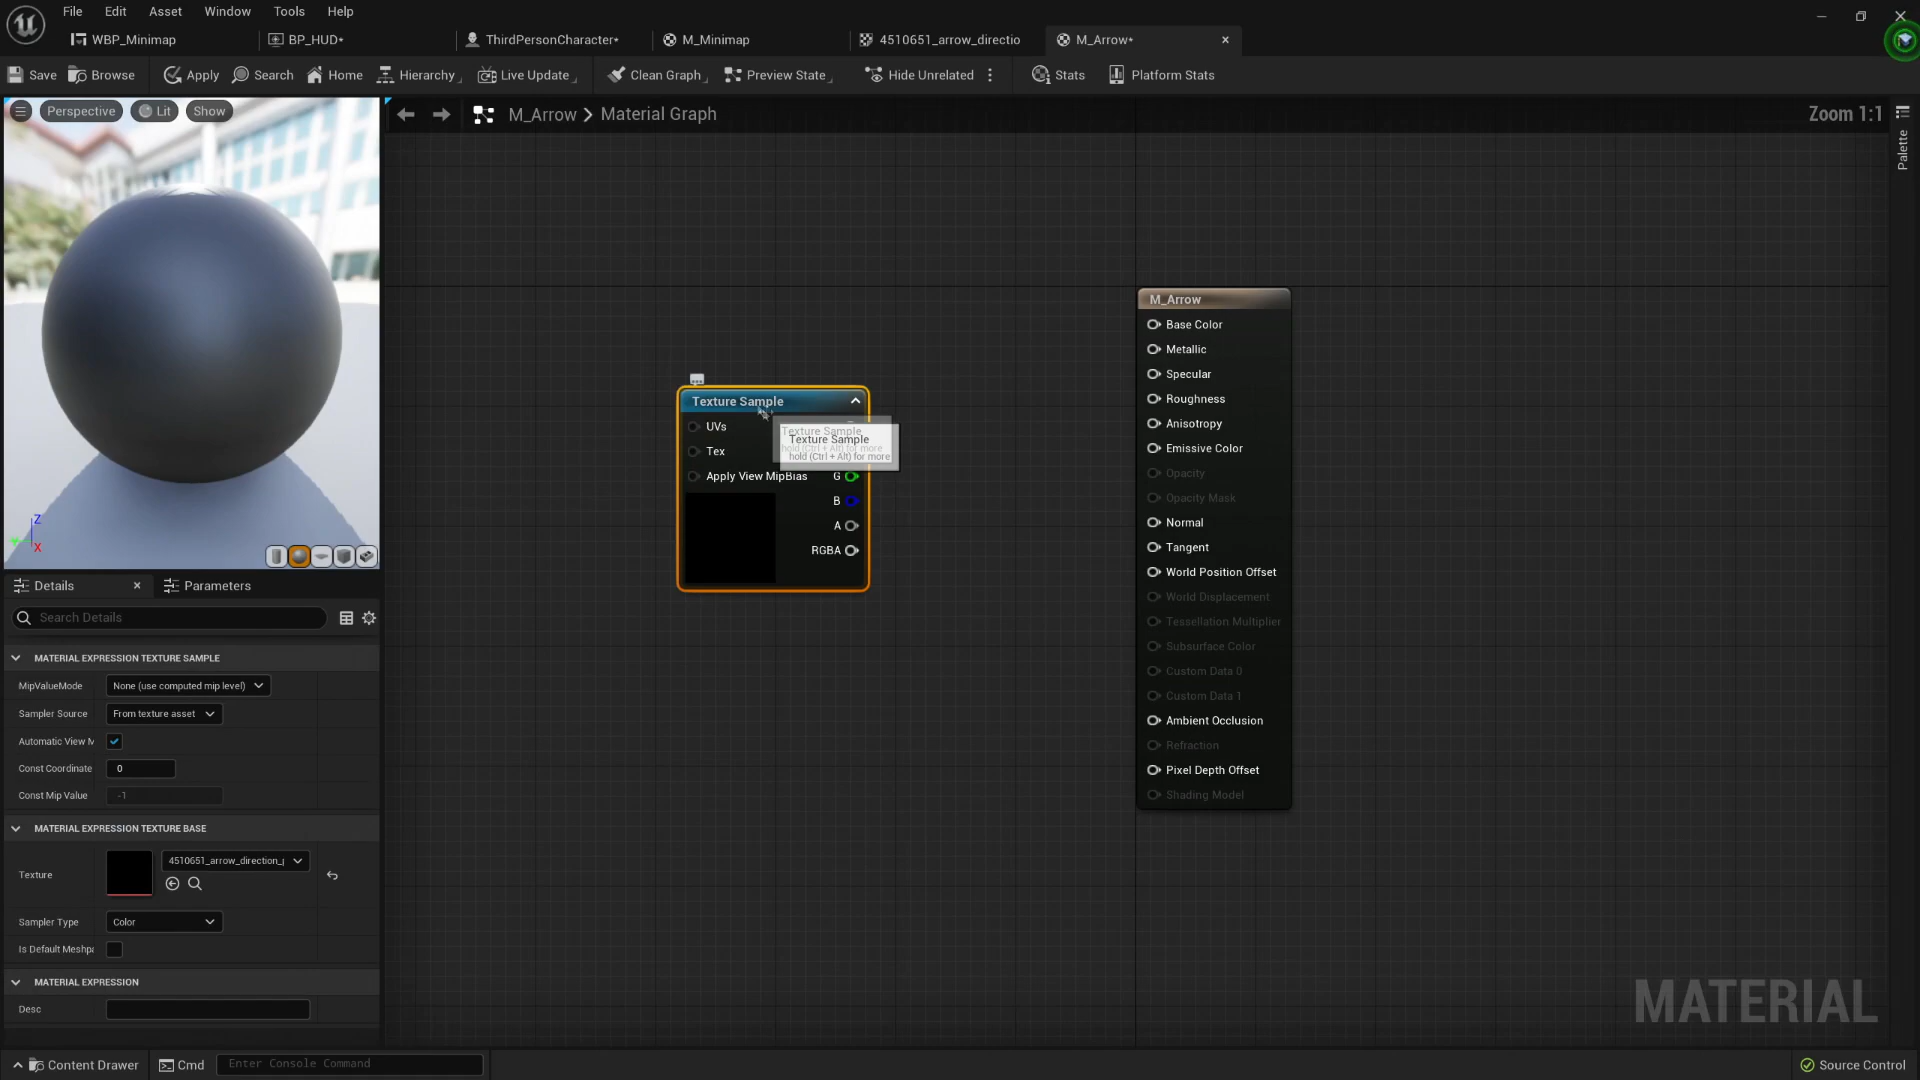 File Edit Asset Window Tools Help
WBP_Minimap BP_HUD* ThirdPersonCharacter* M_Minimap 4510651_arrow_directio M_Arrow*
Save Browse Apply Search Home Hierarchy Live Update Clean Graph Preview State Hide Unrelated Stats Platform Stats
Perspective Lit Show
M_Arrow > Material Graph
Zoom 1:1
Palette
M_Arrow
Base Color
Metallic
Specular
Roughness
Anisotropy
Emissive Color
Opacity
Opacity Mask
Normal
Tangent
World Position Offset
World Displacement
Tessellation Multiplier
Subsurface Color
Custom Data 0
Custom Data 1
Ambient Occlusion
Refraction
Pixel Depth Offset
Shading Model
Texture Sample
UVs
Tex
Apply View MipBias G
B
A
RGBA
Texture Sample
hold (Ctrl + Alt) for more
Texture Sample
hold (Ctrl + Alt) for more
Z
X
Details Parameters
Search Details
MATERIAL EXPRESSION TEXTURE SAMPLE
MipValueMode None (use computed mip level)
Sampler Source From texture asset
Automatic View M
Const Coordinate 0
Const Mip Value -1
MATERIAL EXPRESSION TEXTURE BASE
Texture 4510651_arrow_direction_
Sampler Type Color
Is Default Meshpa
MATERIAL EXPRESSION
Desc
MATERIAL
Content Drawer Cmd Enter Console Command Source Control